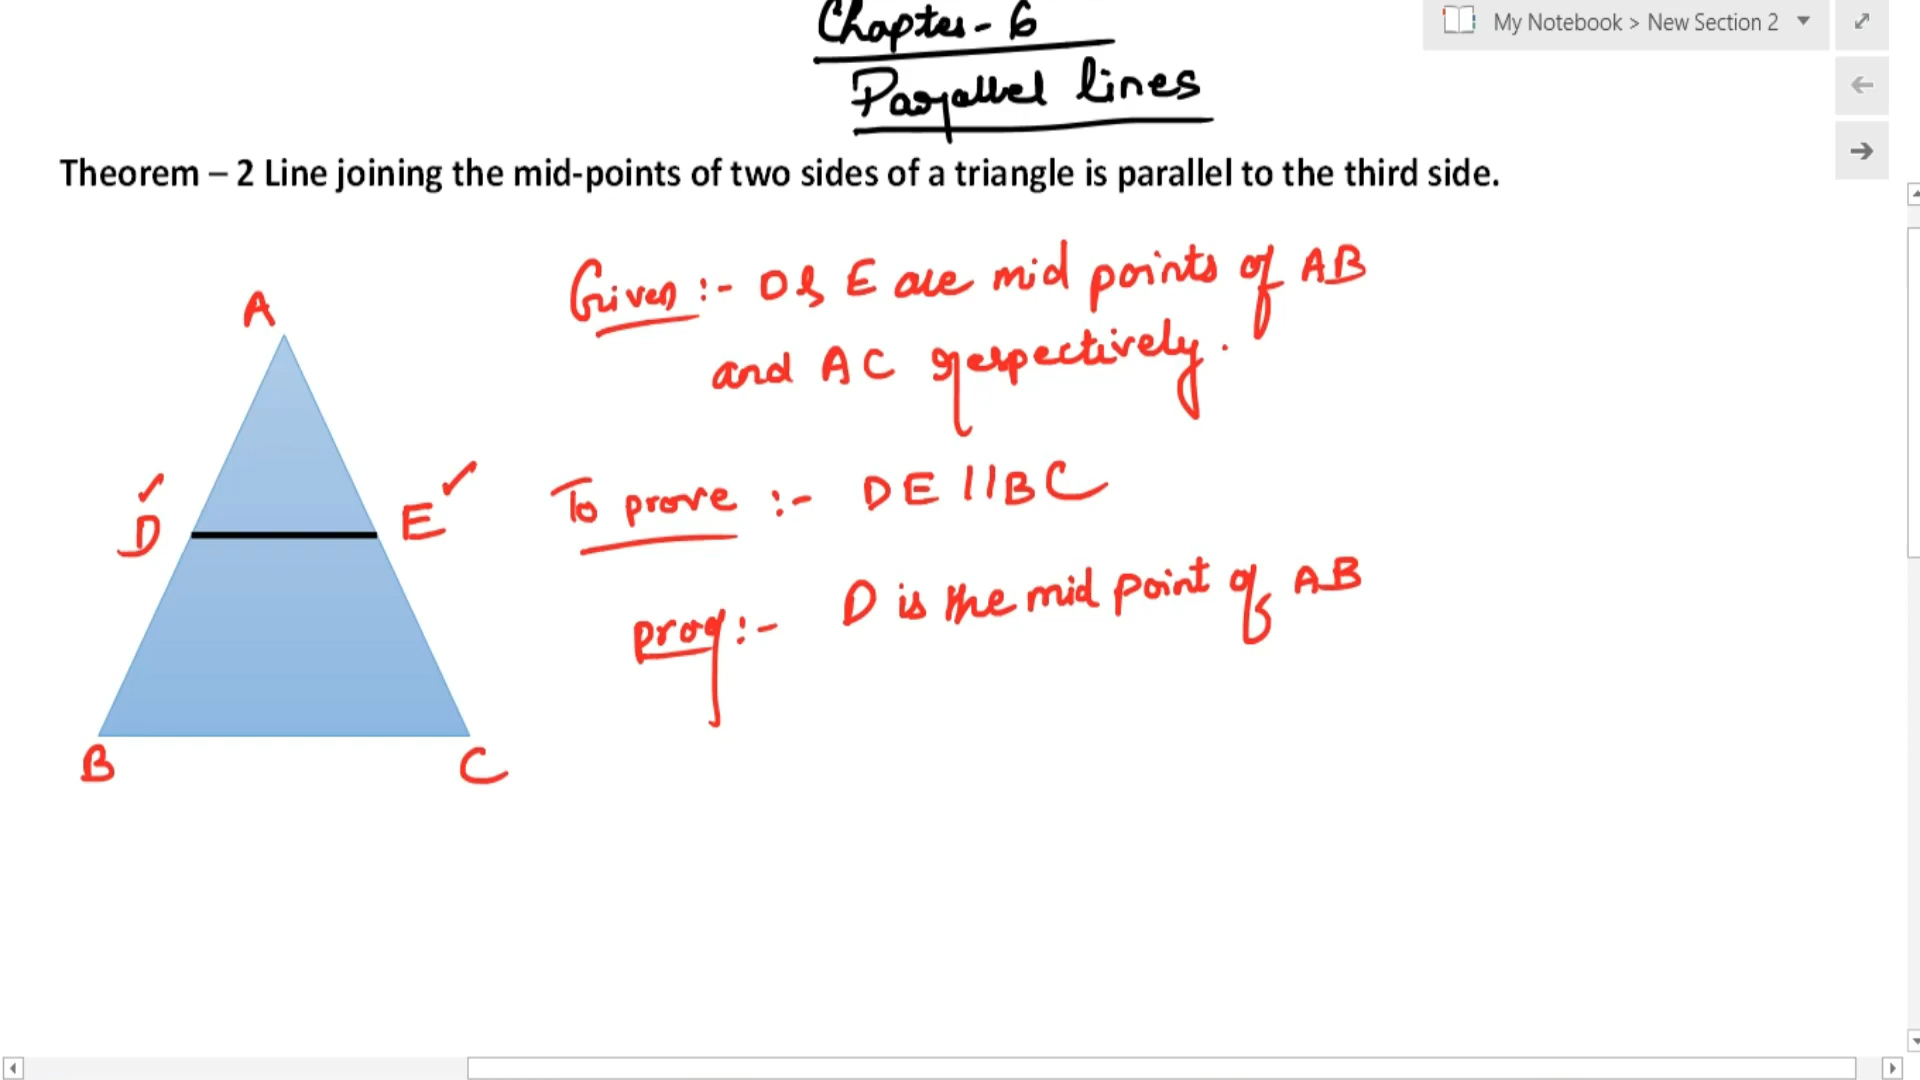 Chapter - 6
My Notebook > New Section 2
Parallel lines
Theorem – 2 Line joining the mid-points of two sides of a triangle is parallel to the third side.
Given :- D & E are mid points of AB
and AC respectively.
A
D
E
To prove :- DE || BC
proof :- D is the mid point of AB
B
C